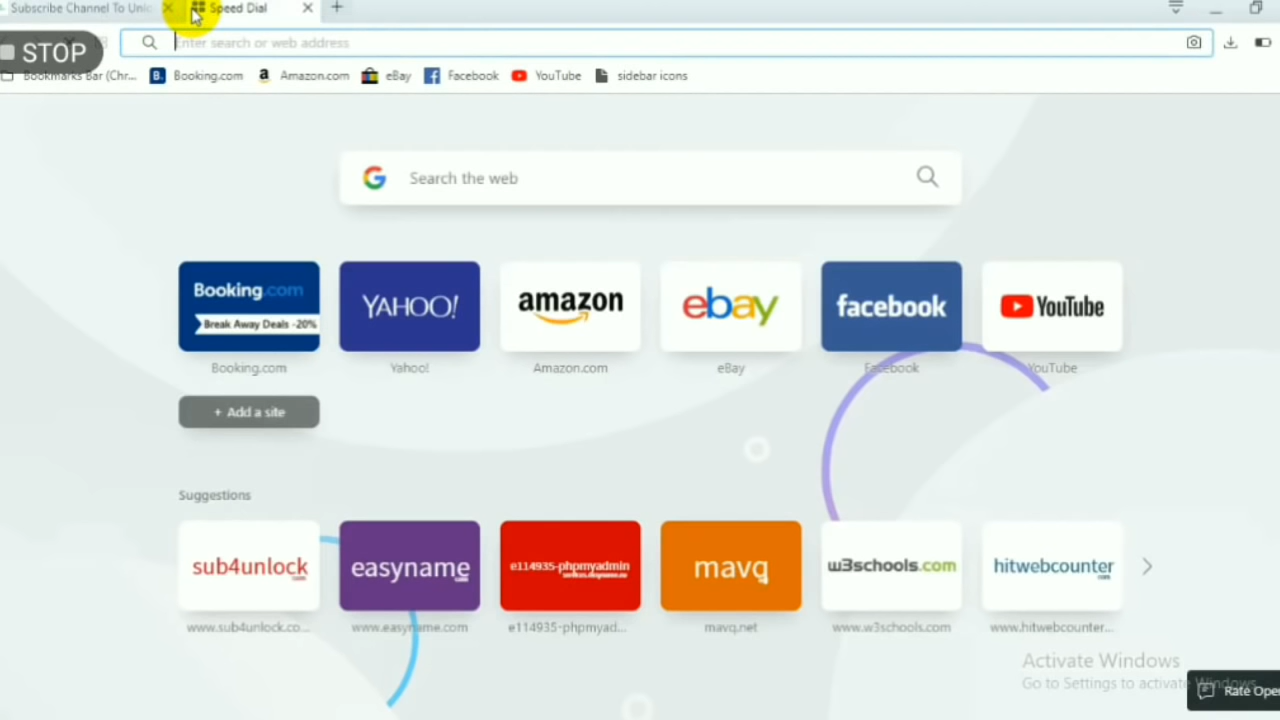 Subscribe Channel To Unlo
Speed Dial
STOP
Enter search or web address
Bookmarks Bar (Chr...
Booking.com
Amazon.com
eBay
Facebook
YouTube
sidebar icons
Search the web
Booking.com
Break Away Deals -20%
YAHOO!
amazon
ebay
facebook
YouTube
Booking.com
Yahoo!
Amazon.com
eBay
Facebook
YouTube
+ Add a site
Suggestions
sub4unlock
.com
easyname
.com
e114935-phpmyadmin
mavq
w3schools.com
hitwebcounter
.com
www.sub4unlock.co...
www.easyname.com
e114935-phpmyad...
mavq.net
www.w3schools.com
www.hitwebcounter...
Activate Windows
Go to Settings to activate Windows.
Rate Oper